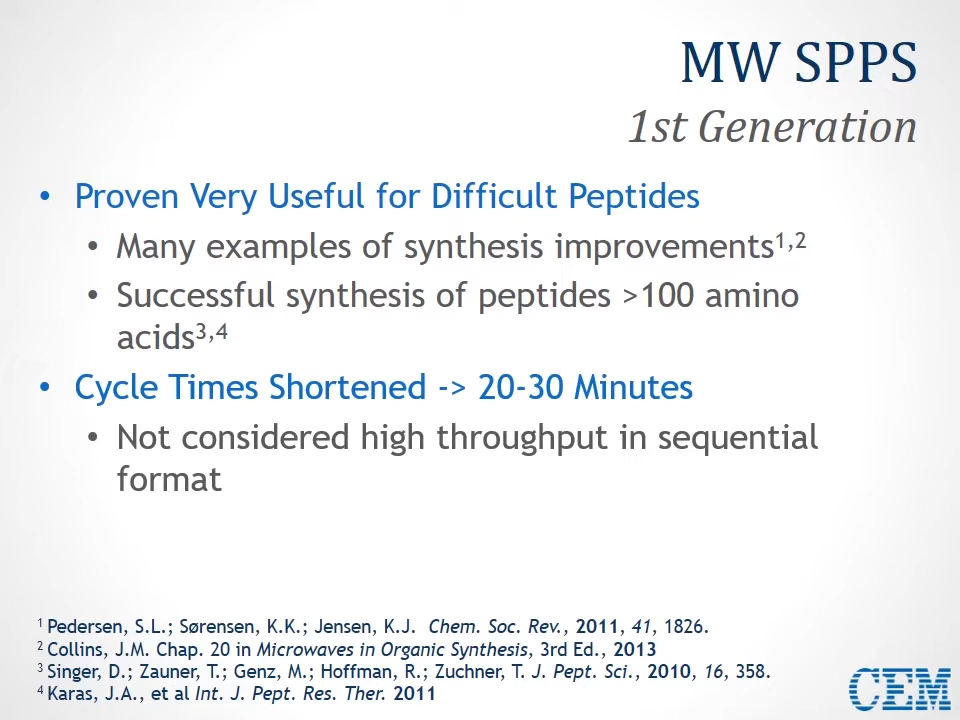 MW SPPS
1st Generation
• Proven Very Useful for Difficult Peptides
• Many examples of synthesis improvements1,2
• Successful synthesis of peptides >100 amino
acids3,4
• Cycle Times Shortened -> 20-30 Minutes
• Not considered high throughput in sequential
format
1 Pedersen, S.L.; Sørensen, K.K.; Jensen, K.J. Chem. Soc. Rev., 2011, 41, 1826.
2 Collins, J.M. Chap. 20 in Microwaves in Organic Synthesis, 3rd Ed., 2013
3 Singer, D.; Zauner, T.; Genz, M.; Hoffman, R.; Zuchner, T. J. Pept. Sci., 2010, 16, 358.
4 Karas, J.A., et al Int. J. Pept. Res. Ther. 2011
CEM